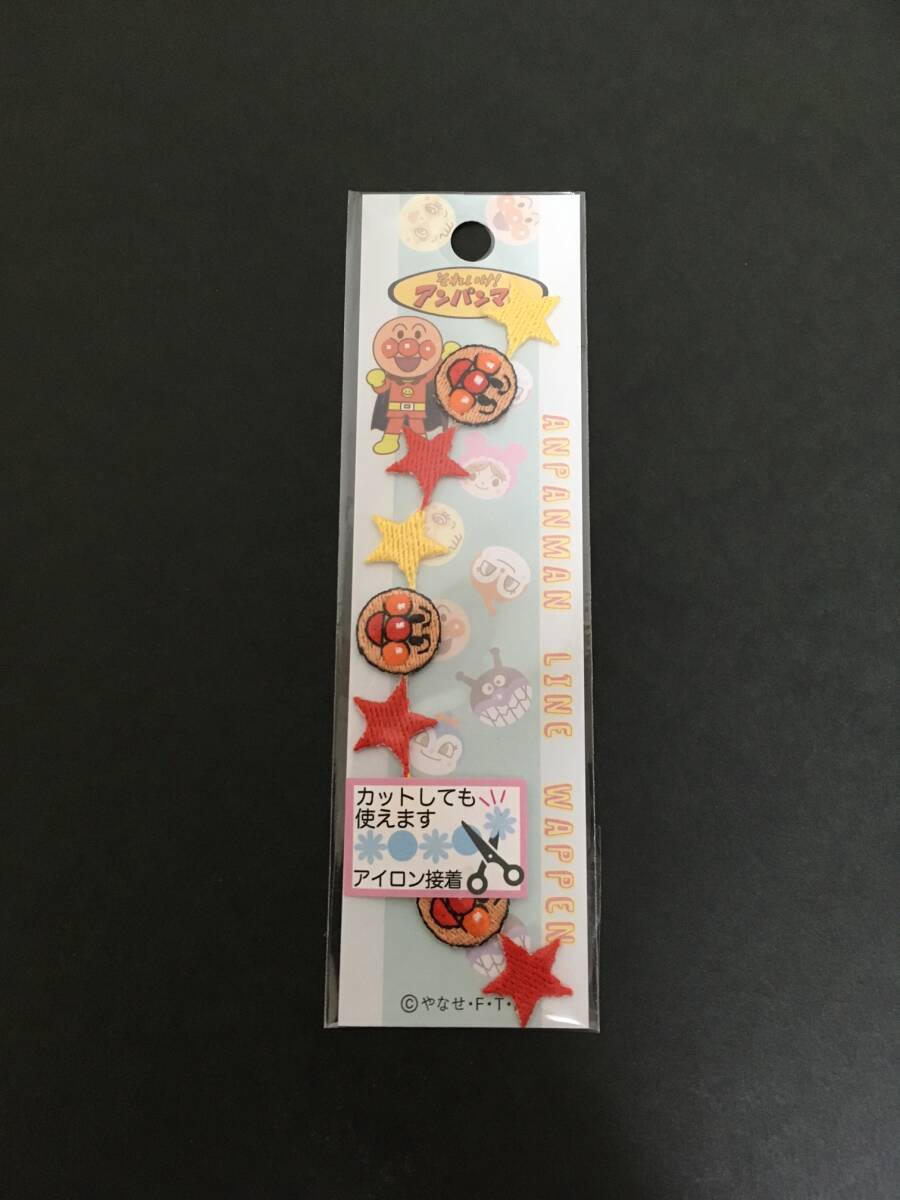 それいけ!
アンパンマ
ANPANMAN LINE WAPPEN
カットしても
使えます
アイロン接着
©やなせ・F・T・